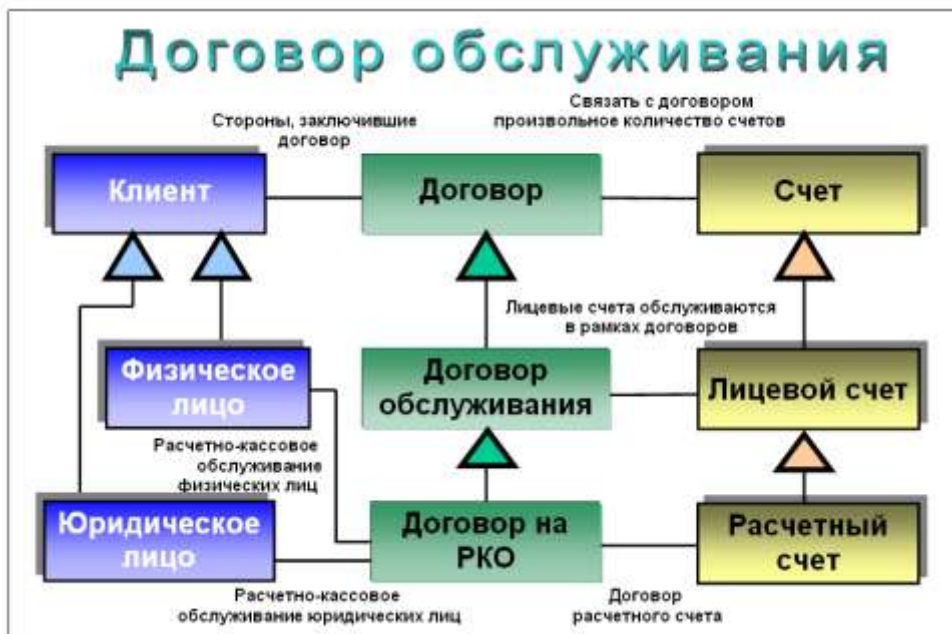 Договор обслуживания
Стороны, заключившие
договор
Связать с договором
произвольное количество счетов
Клиент
Договор
Счет
Лицевые счета обслуживаются
в рамках договоров
Физическое
лицо
Договор
обслуживания
Лицевой счет
Расчетно-кассовое
обслуживание
физических лиц
Юридическое
лицо
Договор на
РКО
Расчетный
счет
Расчетно-кассовое
обслуживание юридических лиц
Договор
расчетного счета